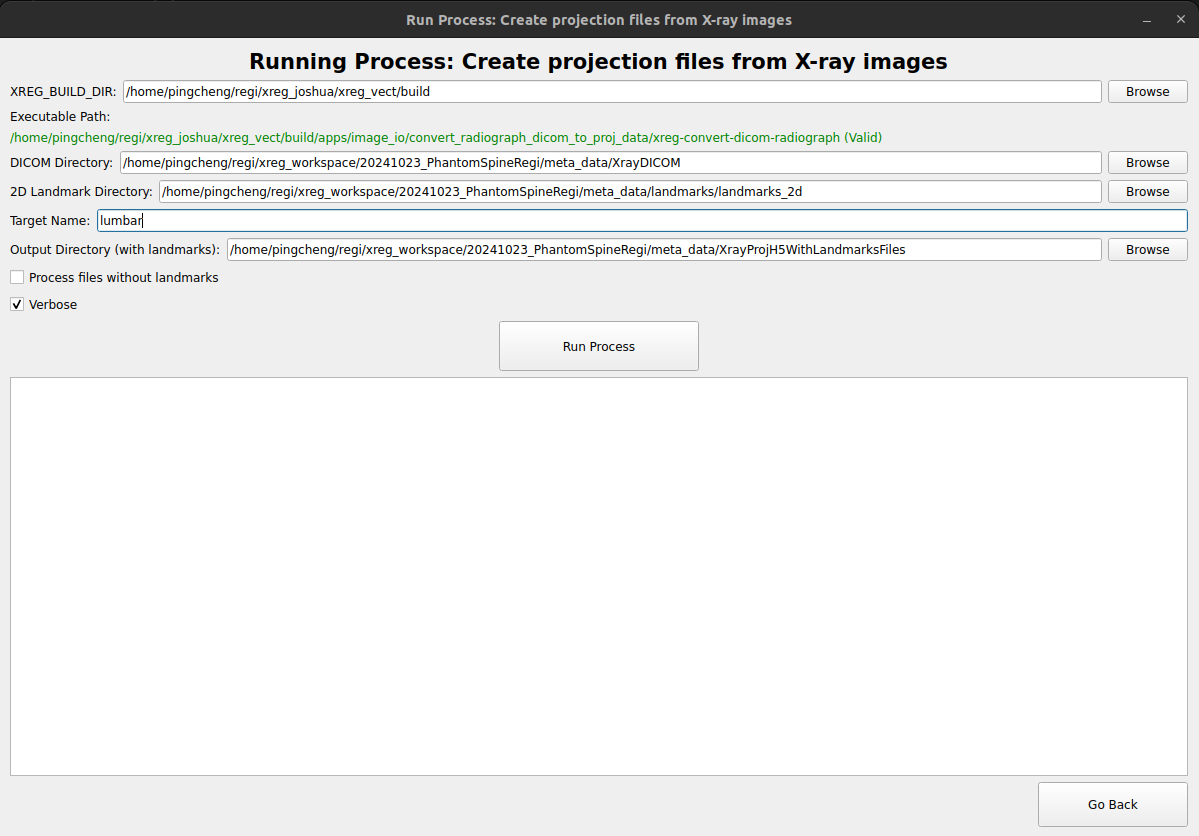 Run Process: Create projection files from X-ray images
Running Process: Create projection files from X-ray images
XREG_BUILD_DIR: /home/pingcheng/regi/xreg_joshua/xreg_vect/build Browse
Executable Path:
/home/pingcheng/regi/xreg_joshua/xreg_vect/build/apps/image_io/convert_radiograph_dicom_to_proj_data/xreg-convert-dicom-radiograph (Valid)
DICOM Directory: /home/pingcheng/regi/xreg_workspace/20241023_PhantomSpineRegi/meta_data/XrayDICOM Browse
2D Landmark Directory: /home/pingcheng/regi/xreg_workspace/20241023_PhantomSpineRegi/meta_data/landmarks/landmarks_2d Browse
Target Name: lumbar
Output Directory (with landmarks): /home/pingcheng/regi/xreg_workspace/20241023_PhantomSpineRegi/meta_data/XrayProjH5WithLandmarksFiles Browse
Process files without landmarks
Verbose
Run Process
Go Back